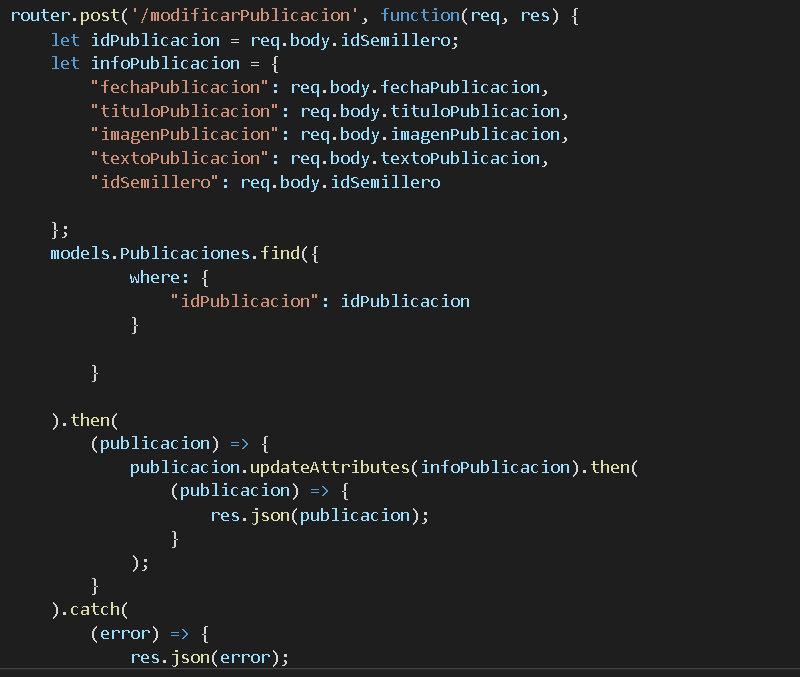 router.post('/modificarPublicacion', function(req, res) {
    let idPublicacion = req.body.idSemillero;
    let infoPublicacion = {
        "fechaPublicacion": req.body.fechaPublicacion,
        "tituloPublicacion": req.body.tituloPublicacion,
        "imagenPublicacion": req.body.imagenPublicacion,
        "textoPublicacion": req.body.textoPublicacion,
        "idSemillero": req.body.idSemillero

    };
    models.Publicaciones.find({
            where: {
                "idPublicacion": idPublicacion
            }

        }

    ).then(
        (publicacion) => {
            publicacion.updateAttributes(infoPublicacion).then(
                (publicacion) => {
                    res.json(publicacion);
                }
            );
        }
    ).catch(
        (error) => {
            res.json(error);